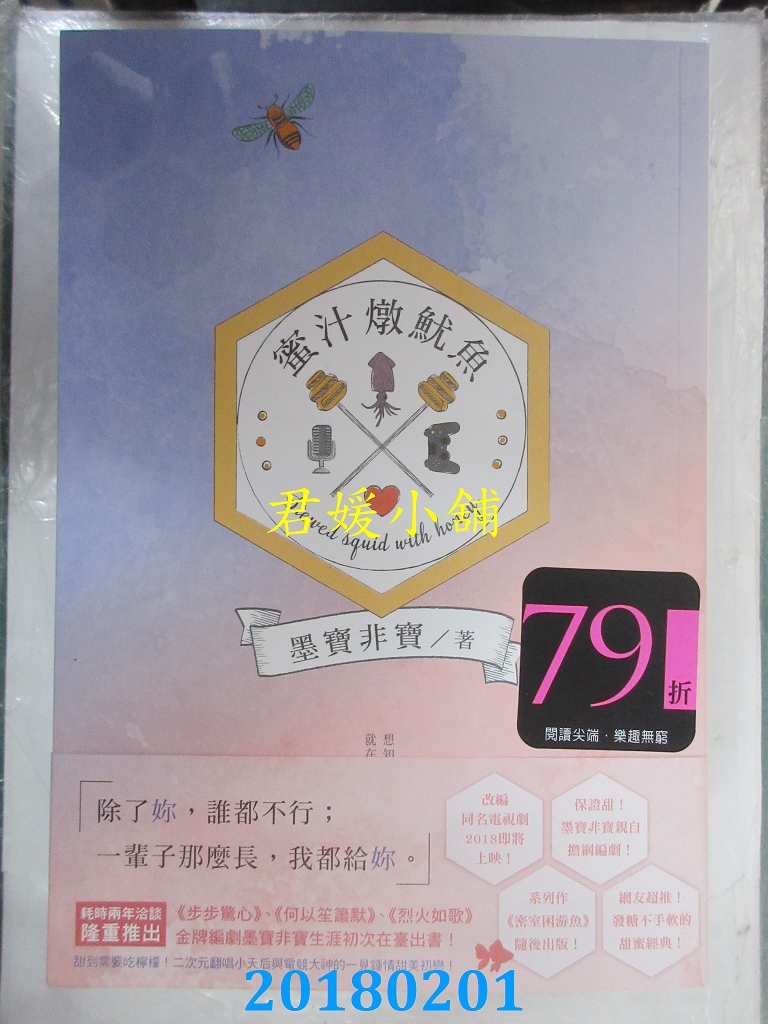 蜜汁燉魷魚
君媛小舖
Stewed squid with honey
墨寶非寶／著
79折
閱讀尖端・樂趣無窮
想知
就在
「除了妳，誰都不行；
一輩子那麼長，我都給妳。」
改編
同名電視劇
2018即將
上映！
保證甜！
墨寶非寶親自
擔綱編劇！
系列作
《密室困游魚》
隨後出版！
網友超推！
發糖不手軟的
甜蜜經典！
耗時兩年洽談
隆重推出
《步步驚心》、《何以笙簫默》、《烈火如歌》
金牌編劇墨寶非寶生涯初次在臺出書！
甜到需要吃檸檬！二次元翻唱小天后與電競大神的一見鍾情甜美初戀！
20180201